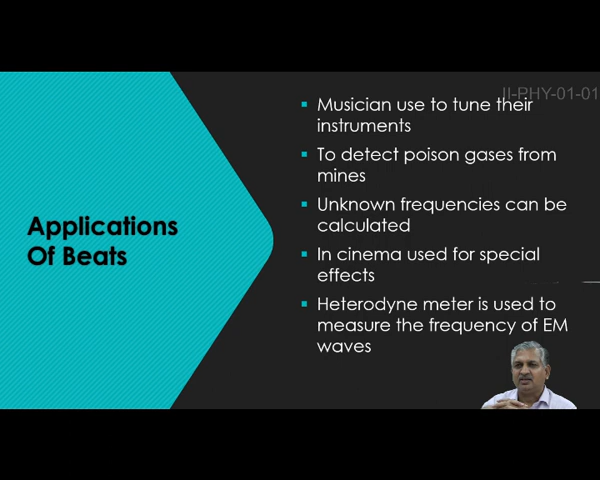 II-PHY-01-01
Musician use to tune their
instruments
To detect poison gases from
mines
Unknown frequencies can be
calculated
In cinema used for special
effects
Heterodyne meter is used to
measure the frequency of EM
waves
Applications
Of Beats